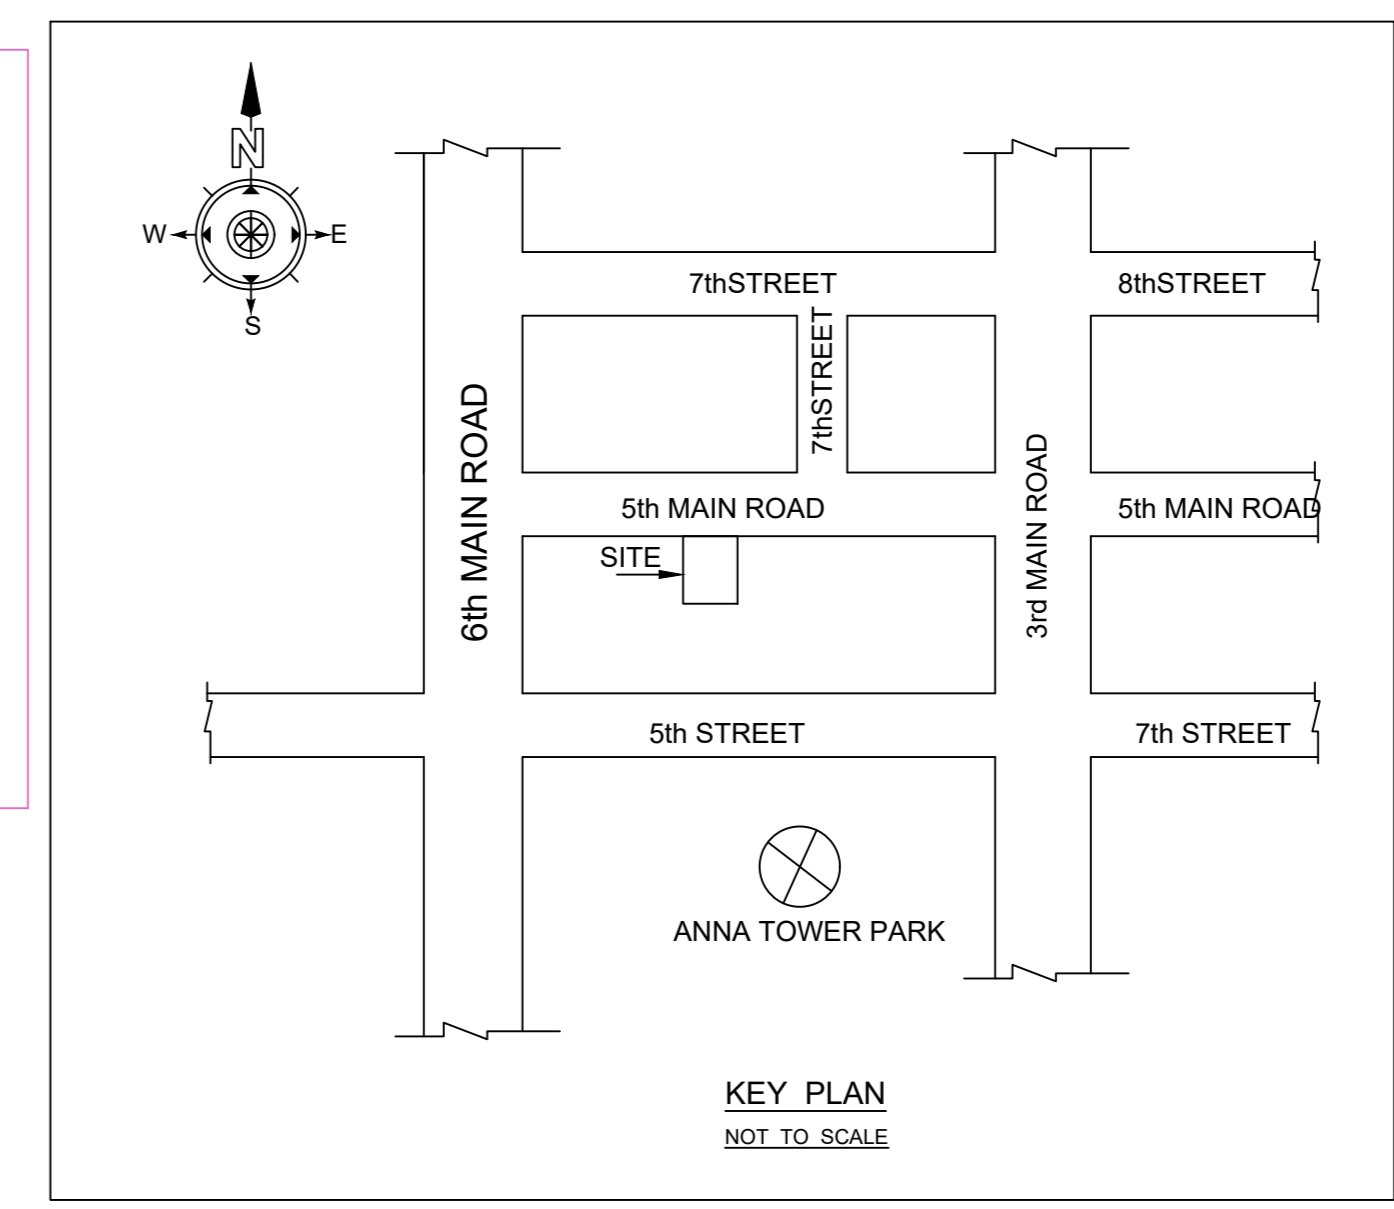 N
W
E
S
7thSTREET
8thSTREET
7thSTREET
6th MAIN ROAD
5th MAIN ROAD
3rd MAIN ROAD
5th MAIN ROAD
SITE
5th STREET
7th STREET
ANNA TOWER PARK
KEY PLAN
NOT TO SCALE